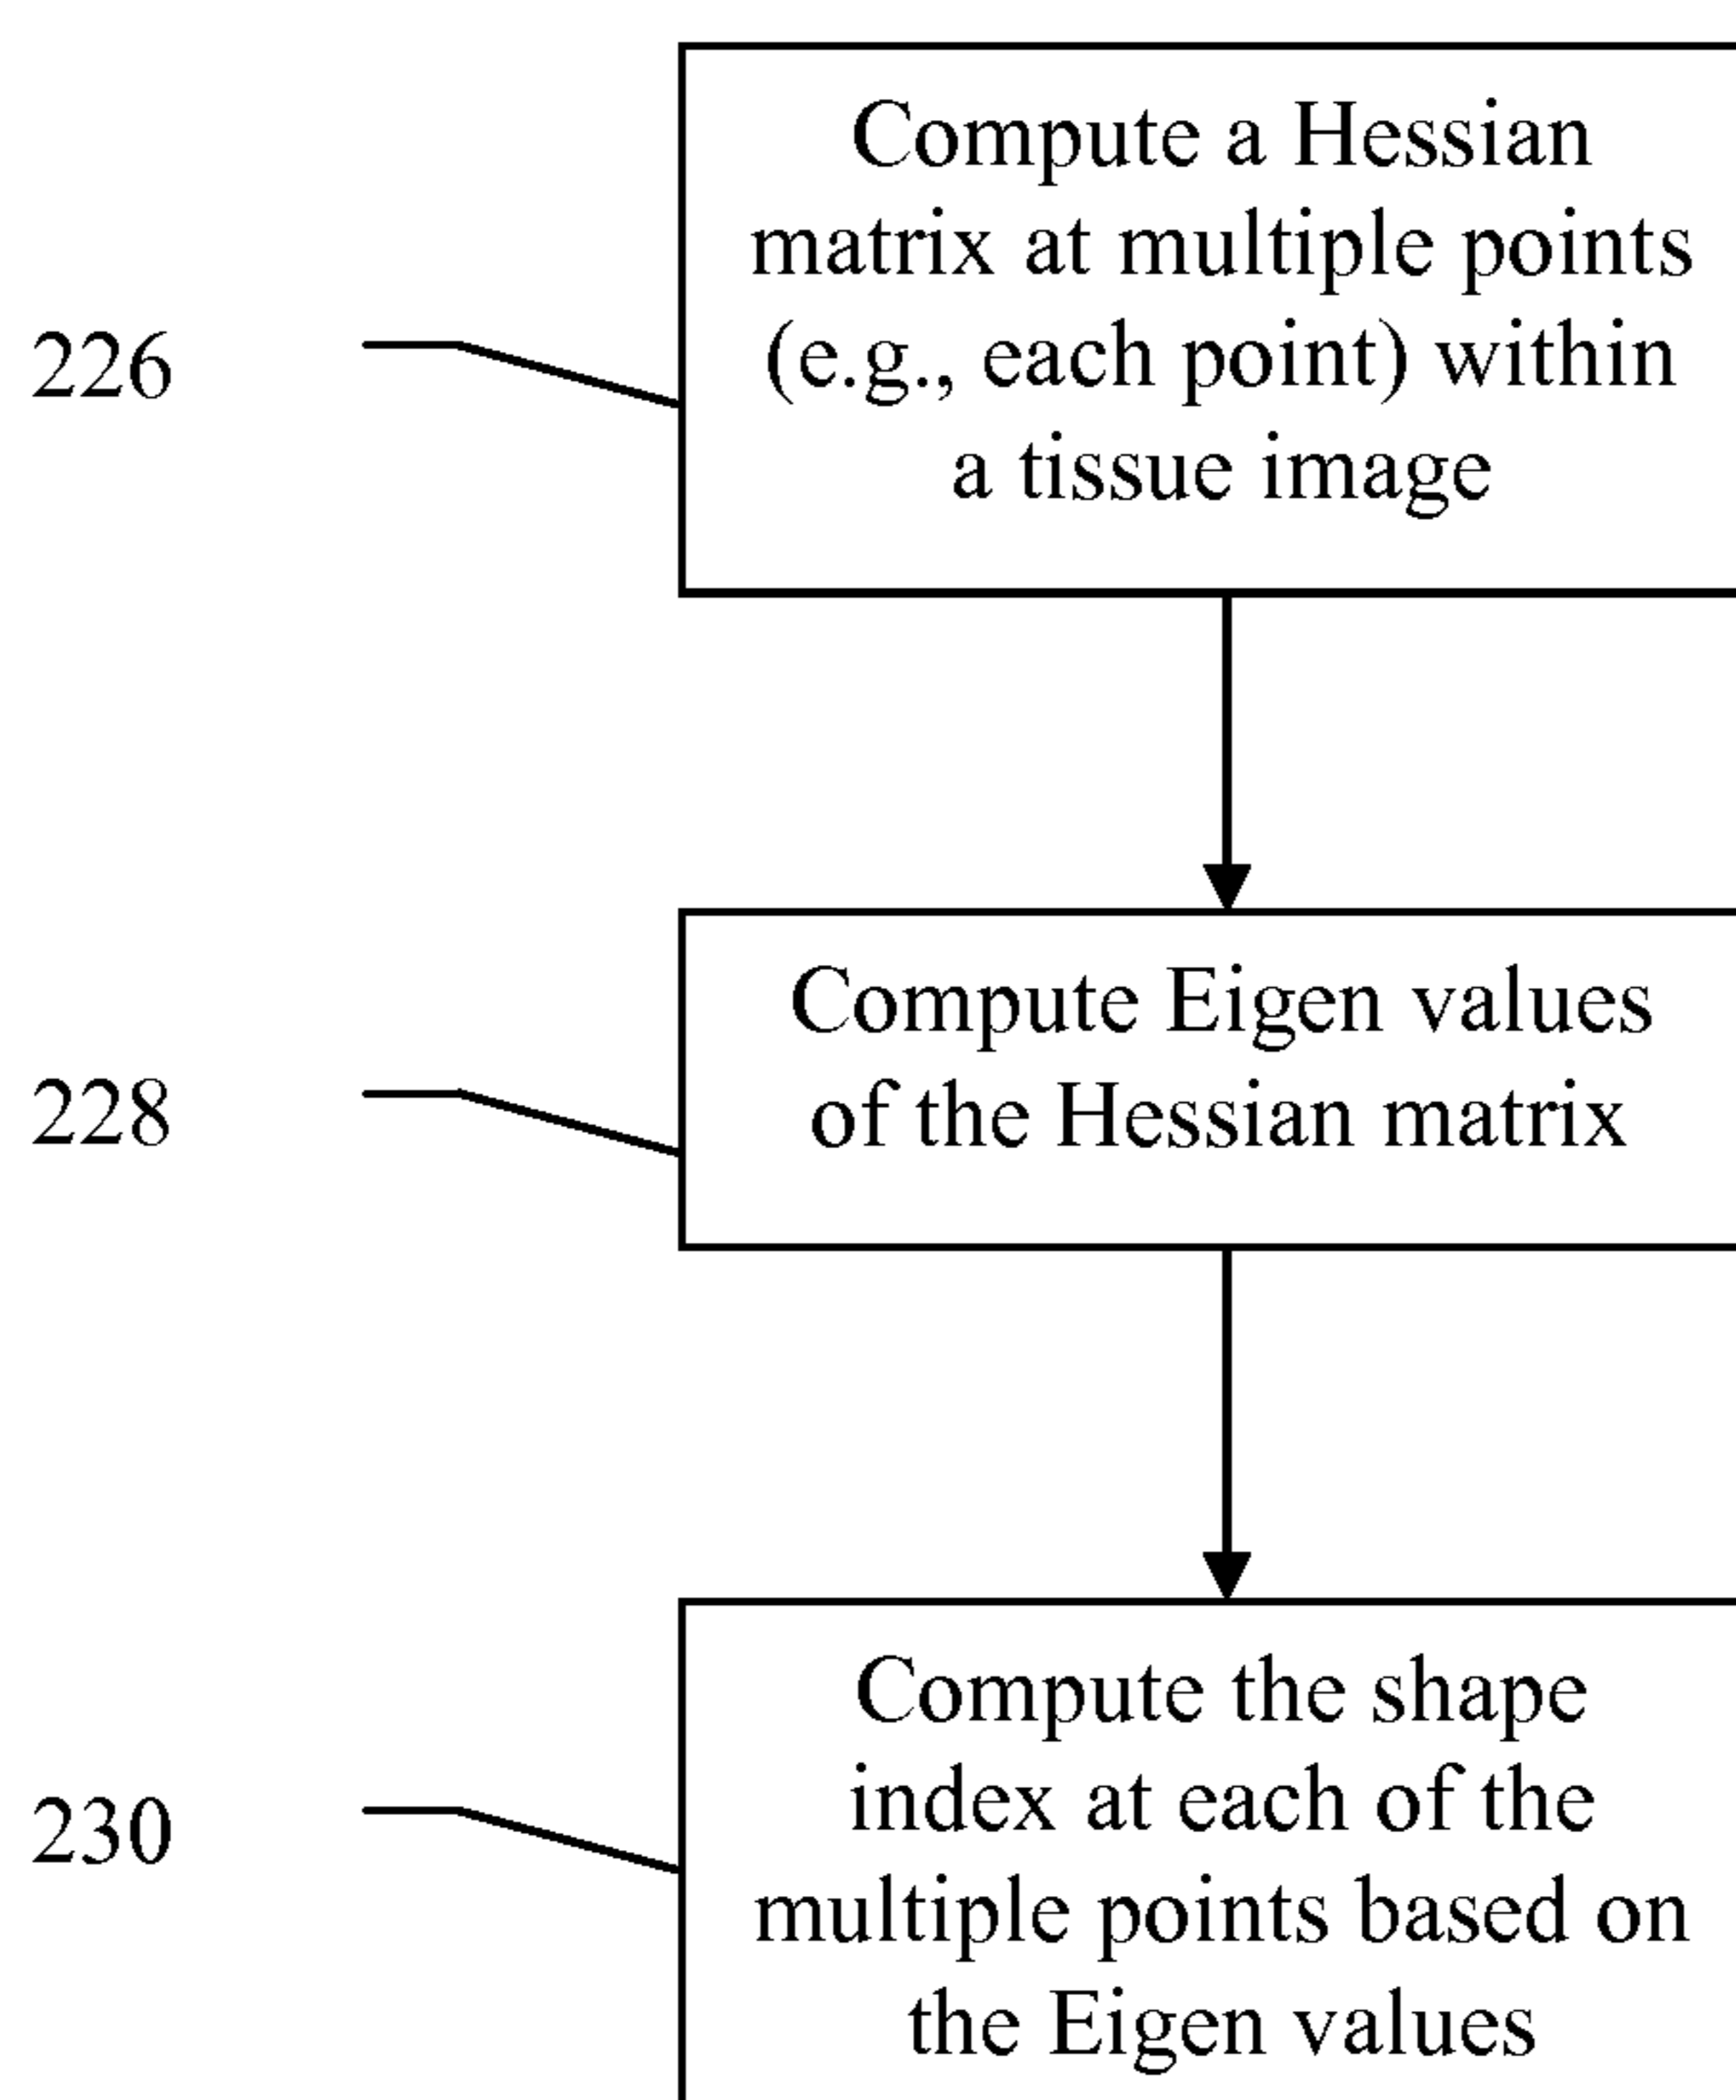 226
Compute a Hessian
matrix at multiple points
(e.g., each point) within
a tissue image
228
Compute Eigen values
of the Hessian matrix
230
Compute the shape
index at each of the
multiple points based on
the Eigen values